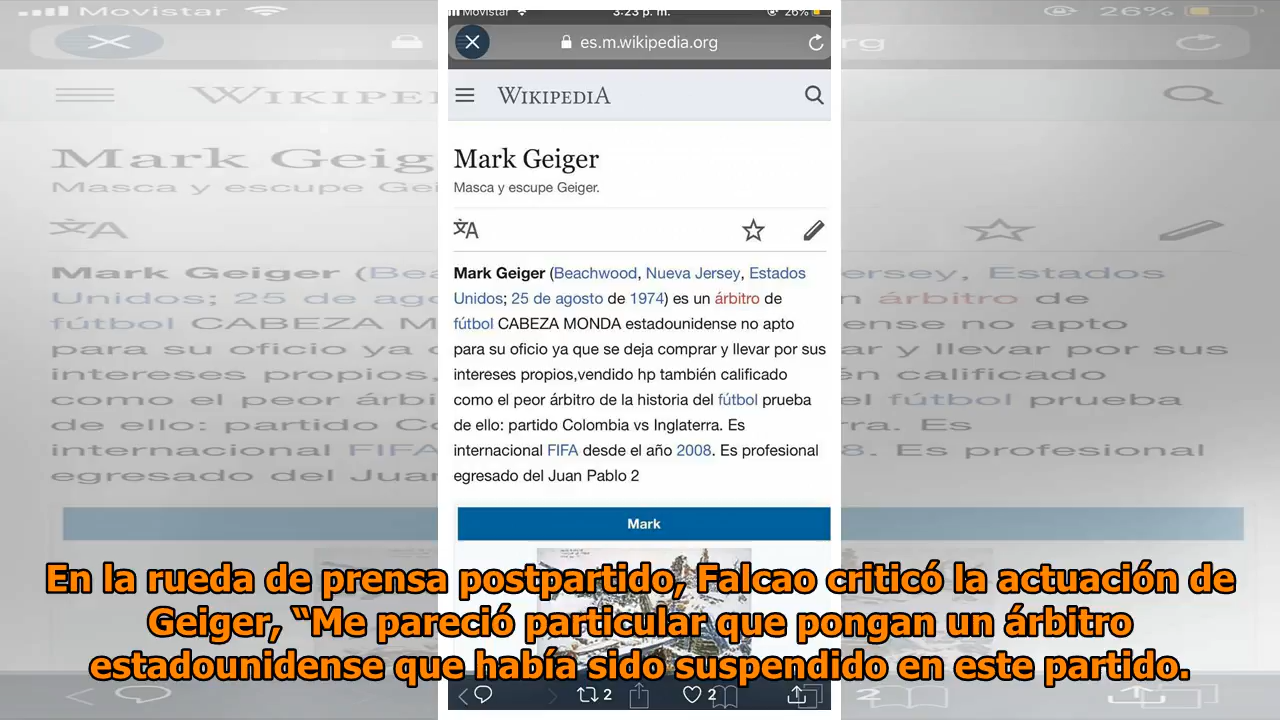 Movistar 3:23 p. m. 26%
es.m.wikipedia.org
WIKIPEDIA
Mark Geiger
Masca y escupe Geiger.
Mark Geiger (Beachwood, Nueva Jersey, Estados
Unidos; 25 de agosto de 1974) es un árbitro de
fútbol CABEZA MONDA estadounidense no apto
para su oficio ya que se deja comprar y llevar por sus
intereses propios,vendido hp también calificado
como el peor árbitro de la historia del fútbol prueba
de ello: partido Colombia vs Inglaterra. Es
internacional FIFA desde el año 2008. Es profesional
egresado del Juan Pablo 2
Mark
En la rueda de prensa postpartido, Falcao criticó la actuación de
Geiger, “Me pareció particular que pongan un árbitro
estadounidense que había sido suspendido en este partido.
2 2